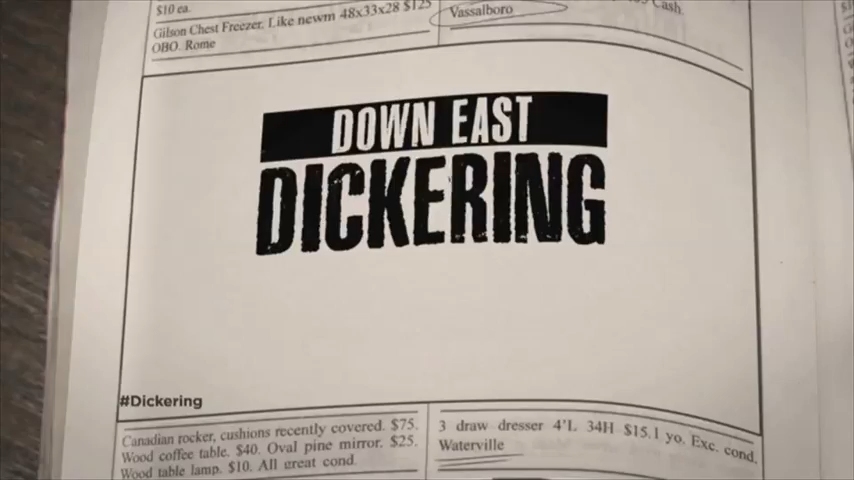 $10 ea.
Gilson Chest Freezer. Like newm 48x33x28 $125
OBO. Rome
Cash.
Vassalboro
DOWN EAST
DICKERING
#Dickering
Canadian rocker, cushions recently covered. $75.
Wood coffee table. $40. Oval pine mirror. $25.
Wood table lamp. $10. All great cond.
3 draw dresser 4'L 34H $15.1 yo. Exc. cond.
Waterville